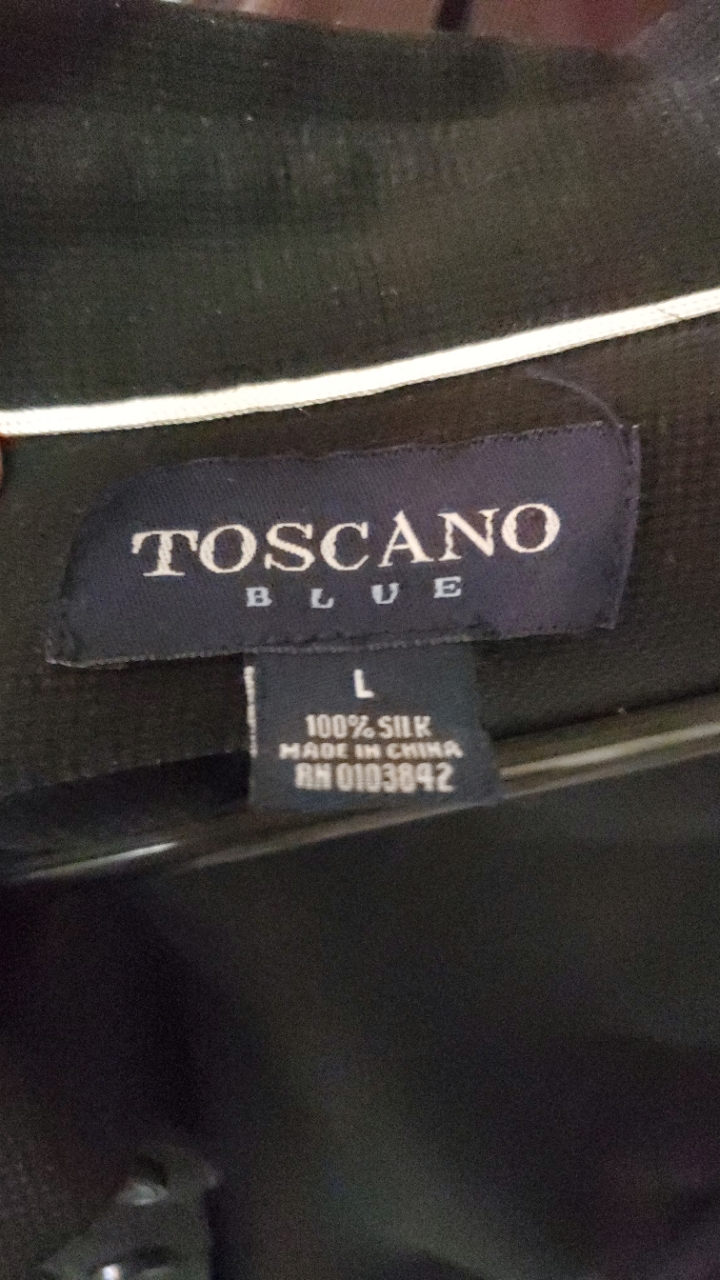 TOSCANO
BLUE
L
100% SILK
MADE IN CHINA
RN 0103842